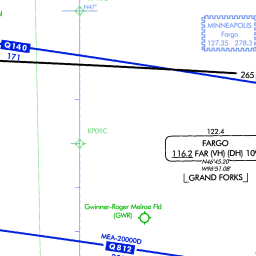 N47°
MINNEAPOLIS
Fargo
127.35 278.3
Q140
171
265
KP09C
122.4
FARGO
116.2 FAR (VH) (DH) 10
N46°45.20'
W96°51.08'
GRAND FORKS
Gwinner-Roger Melroe Fld
(GWR)
MEA-20000D
Q812